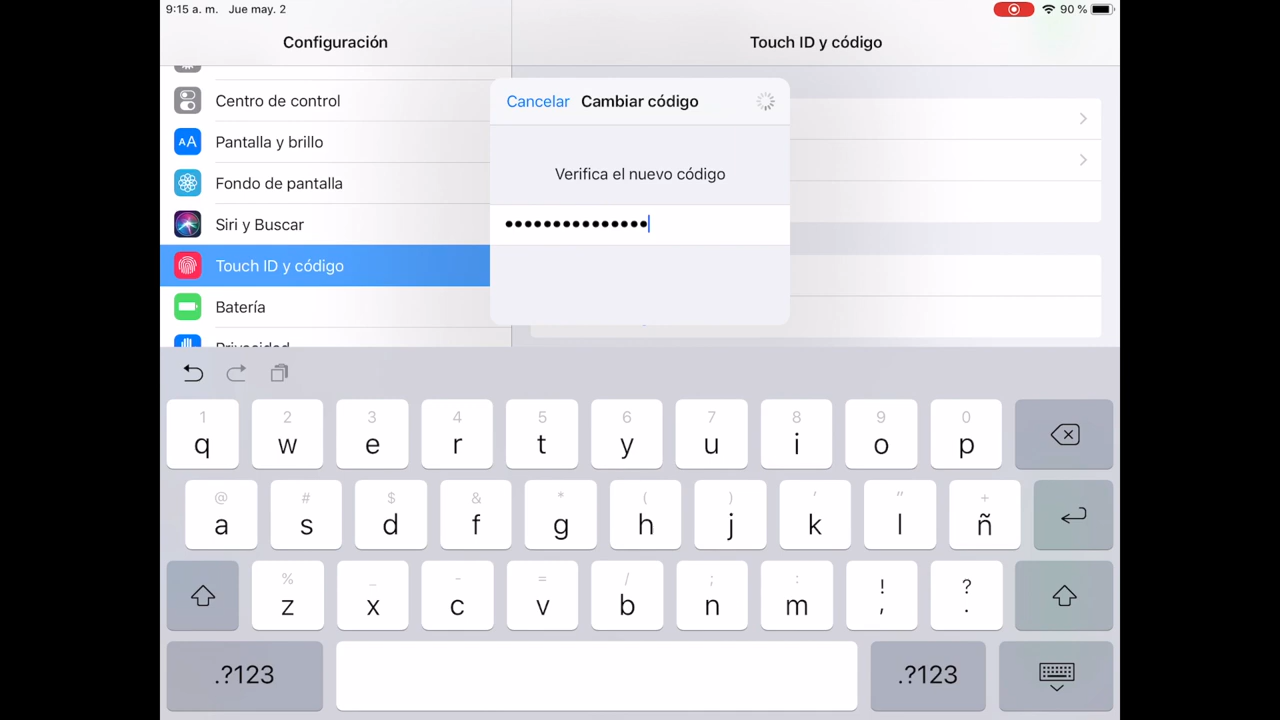 9:15 a. m. Jue may. 2
90 %
Configuración
Touch ID y código
Centro de control
Pantalla y brillo
Fondo de pantalla
Siri y Buscar
Touch ID y código
Batería
Privacidad
Cancelar Cambiar código
Verifica el nuevo código
1 2 3 4 5 6 7 8 9 0
q w e r t y u i o p
@ # $ & * ( ) ' " +
a s d f g h j k l ñ
% _ - = / ; : ! ?
z x c v b n m , .
.?123 .?123